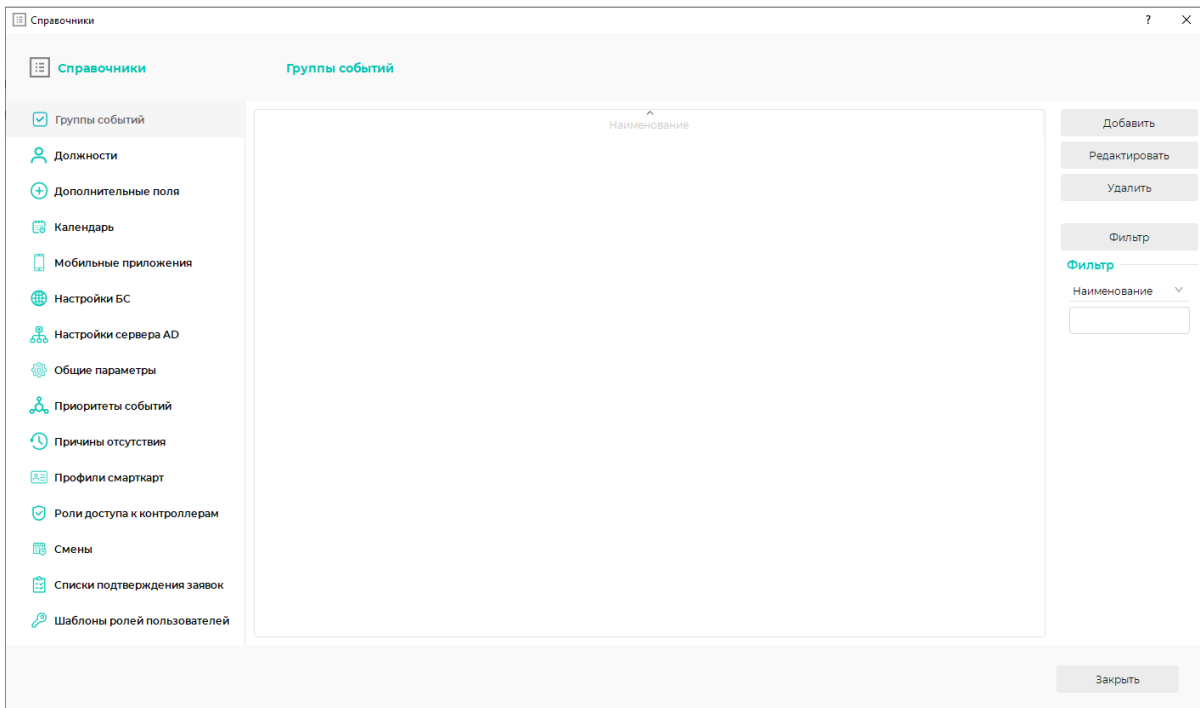 Справочники
?
Справочники
Группы событий
Группы событий
Должности
Дополнительные поля
Календарь
Мобильные приложения
Настройки БС
Настройки сервера AD
Общие параметры
Приоритеты событий
Причины отсутствия
Профили смарткарт
Роли доступа к контроллерам
Смены
Списки подтверждения заявок
Шаблоны ролей пользователей
Наименование
Добавить
Редактировать
Удалить
Фильтр
Фильтр
Наименование
Закрыть